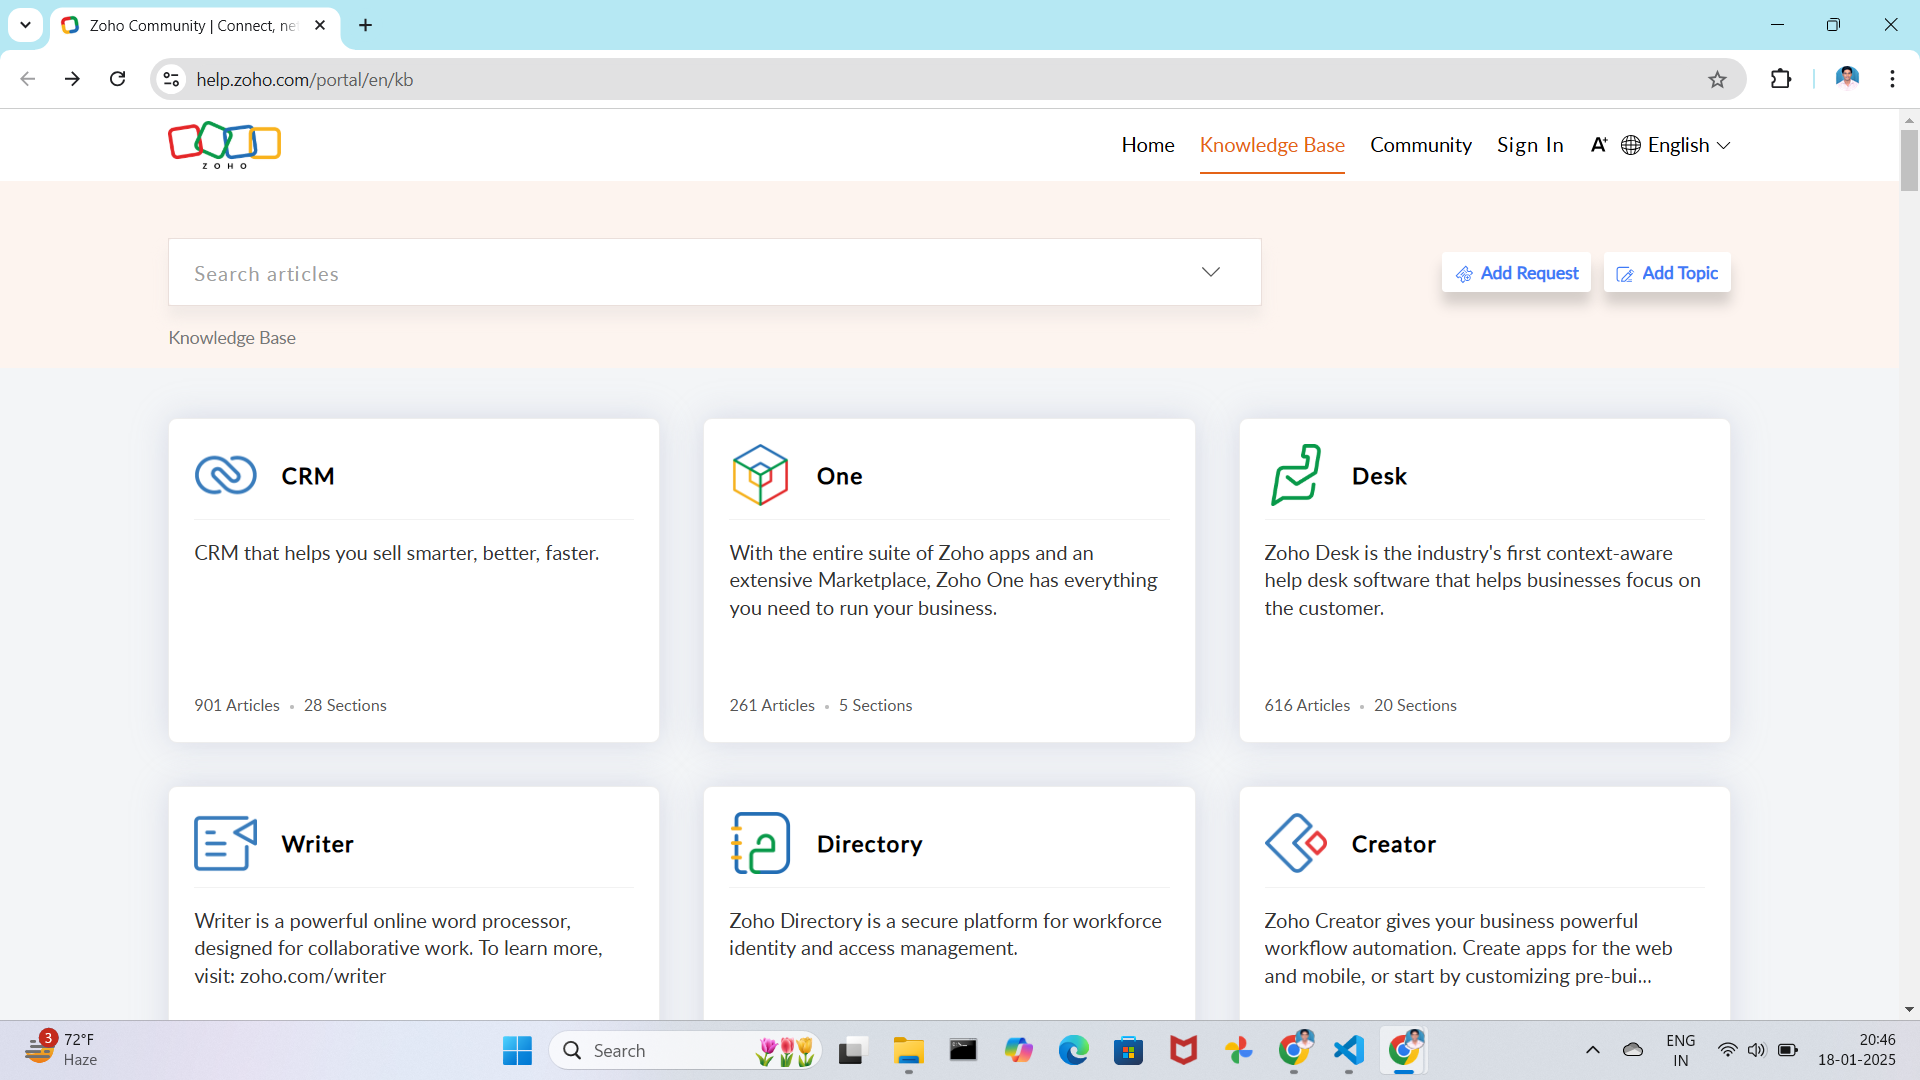 Zoho Community | Connect, net
help.zoho.com/portal/en/kb
ZOHO
Home Knowledge Base Community Sign In A+ English
Search articles
Add Request Add Topic
Knowledge Base
CRM
CRM that helps you sell smarter, better, faster.
901 Articles • 28 Sections
One
With the entire suite of Zoho apps and an
extensive Marketplace, Zoho One has everything
you need to run your business.
261 Articles • 5 Sections
Desk
Zoho Desk is the industry's first context-aware
help desk software that helps businesses focus on
the customer.
616 Articles • 20 Sections
Writer
Writer is a powerful online word processor,
designed for collaborative work. To learn more,
visit: zoho.com/writer
Directory
Zoho Directory is a secure platform for workforce
identity and access management.
Creator
Zoho Creator gives your business powerful
workflow automation. Create apps for the web
and mobile, or start by customizing pre-bui...
3
72°F
Haze
Search
ENG
IN
20:46
18-01-2025